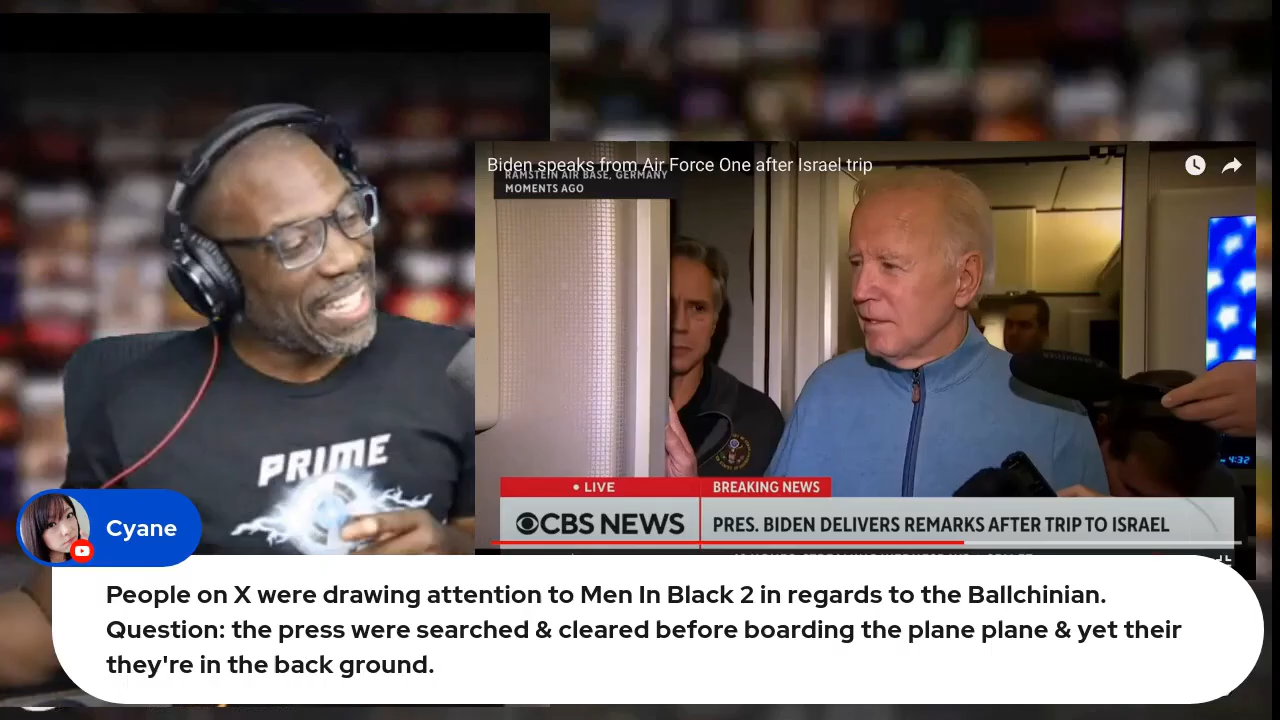 Biden speaks from Air Force One after Israel trip
RAMSTEIN AIR BASE, GERMANY
MOMENTS AGO
PRIME
4:32
• LIVE
BREAKING NEWS
CBS NEWS
PRES. BIDEN DELIVERS REMARKS AFTER TRIP TO ISRAEL
Cyane
People on X were drawing attention to Men In Black 2 in regards to the Ballchinian.
Question: the press were searched & cleared before boarding the plane plane & yet their
they're in the back ground.